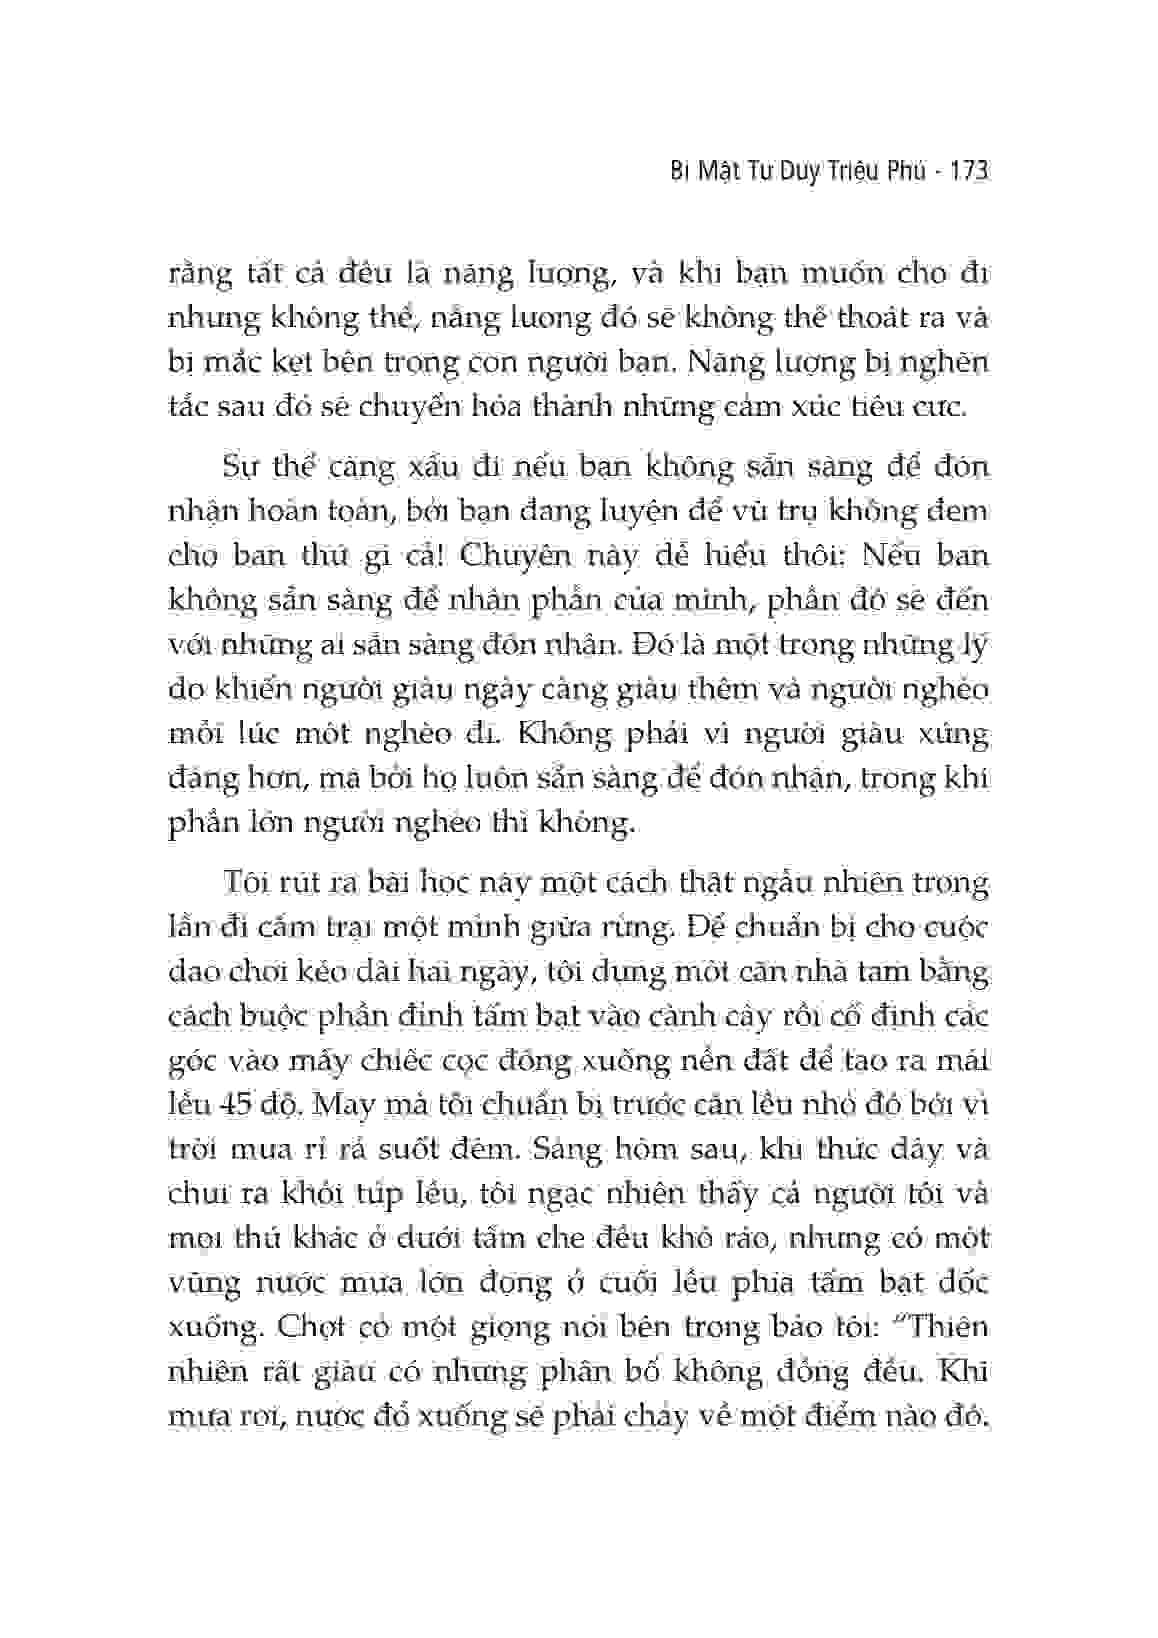 Bí Mật Tư Duy Triệu Phú - 173
rằng tất cả đều là năng lượng, và khi bạn muốn cho đi
nhưng không thể, năng lượng đó sẽ không thể thoát ra và
bị mắc kẹt bên trong con người bạn. Năng lượng bị nghẽn
tắc sau đó sẽ chuyển hóa thành những cảm xúc tiêu cực.
Sự thể càng xấu đi nếu bạn không sẵn sàng để đón
nhận hoàn toàn, bởi bạn đang luyện để vũ trụ không đem
cho bạn thứ gì cả! Chuyện này dễ hiểu thôi: Nếu bạn
không sẵn sàng để nhận phần của mình, phần đó sẽ đến
với những ai sẵn sàng đón nhận. Đó là một trong những lý
do khiến người giàu ngày càng giàu thêm và người nghèo
mỗi lúc một nghèo đi. Không phải vì người giàu xứng
đáng hơn, mà bởi họ luôn sẵn sàng để đón nhận, trong khi
phần lớn người nghèo thì không.
Tôi rút ra bài học này một cách thật ngẫu nhiên trong
lần đi cắm trại một mình giữa rừng. Để chuẩn bị cho cuộc
dạo chơi kéo dài hai ngày, tôi dựng một căn nhà tạm bằng
cách buộc phần đỉnh tấm bạt vào cành cây rồi cố định các
góc vào mấy chiếc cọc đóng xuống nền đất để tạo ra mái
lều 45 độ. May mà tôi chuẩn bị trước căn lều nhỏ đó bởi vì
trời mưa rỉ rả suốt đêm. Sáng hôm sau, khi thức dậy và
chui ra khỏi túp lều, tôi ngạc nhiên thấy cả người tôi và
mọi thứ khác ở dưới tấm che đều khô ráo, nhưng có một
vũng nước mưa lớn đọng ở cuối lều phía tấm bạt dốc
xuống. Chợt có một giọng nói bên trong bảo tôi: “Thiên
nhiên rất giàu có nhưng phân bố không đồng đều. Khi
mưa rơi, nước đổ xuống sẽ phải chảy về một điểm nào đó.